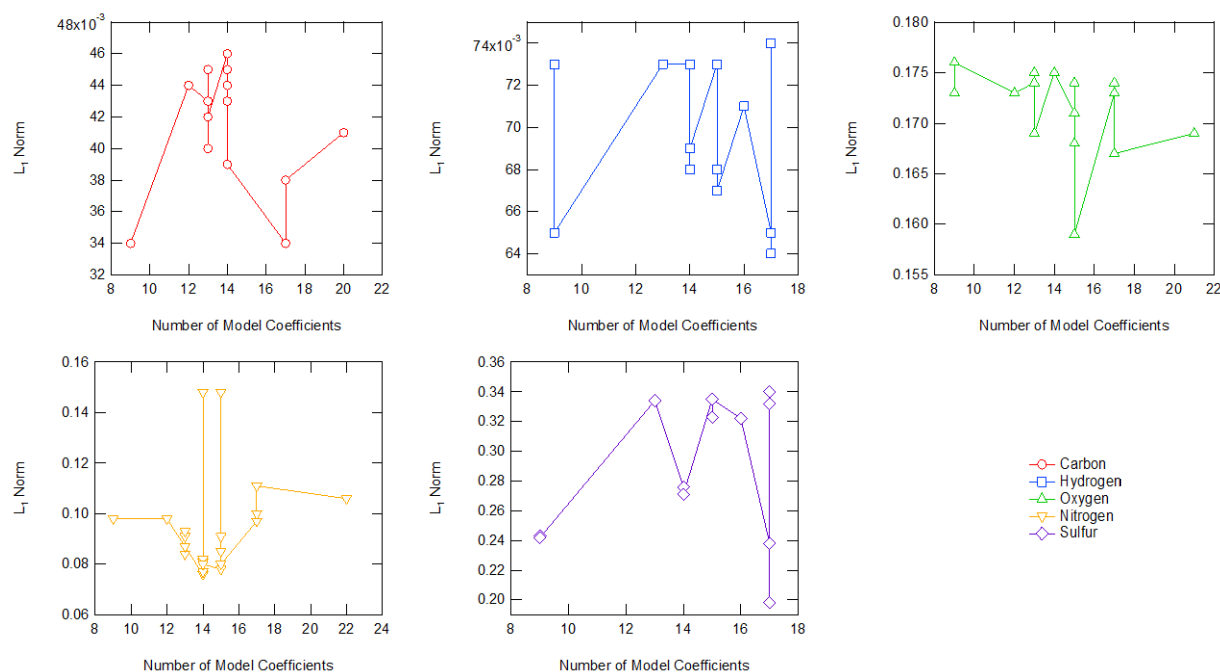 48x10-3
46
44
42
40
38
36
34
32
L1 Norm
8 10 12 14 16 18 20 22
Number of Model Coefficients
74x10-3
72
70
68
66
64
L1 Norm
8 10 12 14 16 18
Number of Model Coefficients
0.180
0.175
0.170
0.165
0.160
0.155
L1 Norm
8 10 12 14 16 18 20 22
Number of Model Coefficients
0.16
0.14
0.12
0.10
0.08
0.06
L1 Norm
8 10 12 14 16 18 20 22 24
Number of Model Coefficients
0.36
0.34
0.32
0.30
0.28
0.26
0.24
0.22
0.20
L1 Norm
8 10 12 14 16 18
Number of Model Coefficients
Carbon
Hydrogen
Oxygen
Nitrogen
Sulfur